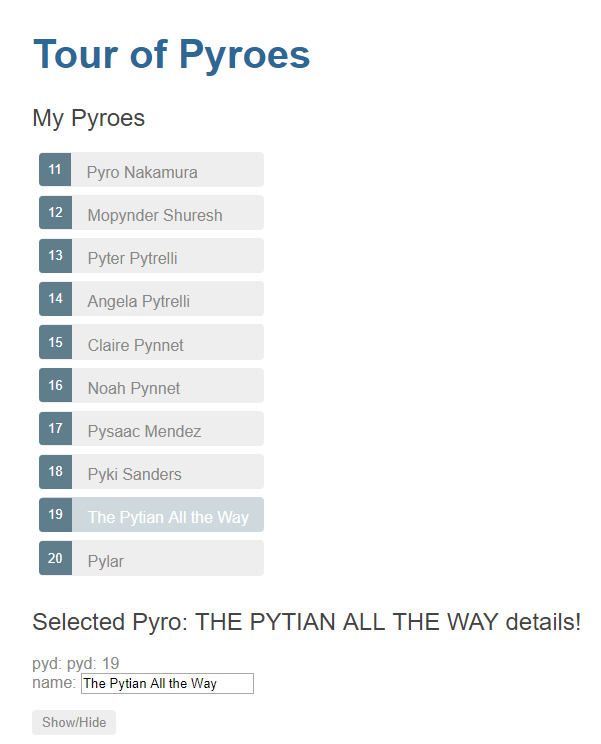 Tour of Pyroes
My Pyroes
11 Pyro Nakamura
12 Mopynder Shuresh
13 Pyter Pytrelli
14 Angela Pytrelli
15 Claire Pynnet
16 Noah Pynnet
17 Pysaac Mendez
18 Pyki Sanders
19 The Pytian All the Way
20 Pylar
Selected Pyro: THE PYTIAN ALL THE WAY details!
pyd: pyd: 19
name: The Pytian All the Way
Show/Hide